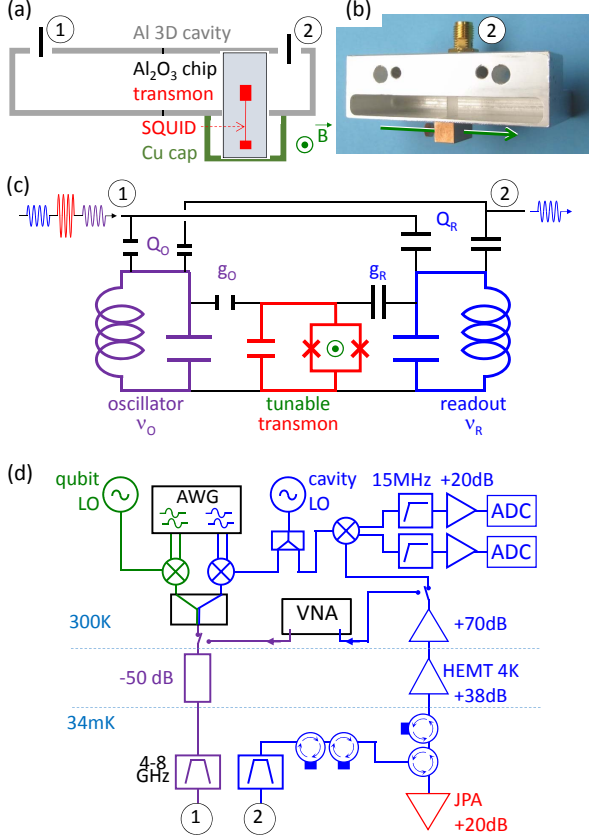 (a)
1
Al 3D cavity
2
Al2O3 chip
transmon
SQUID
Cu cap
B
(b)
2
(c)
1
2
QO
QR
gO
gR
oscillator
νO
tunable
transmon
readout
νR
(d)
qubit
LO
AWG
cavity
LO
15MHz
+20dB
ADC
ADC
300K
VNA
+70dB
-50 dB
HEMT 4K
+38dB
34mK
4-8
GHz
1
2
JPA
+20dB